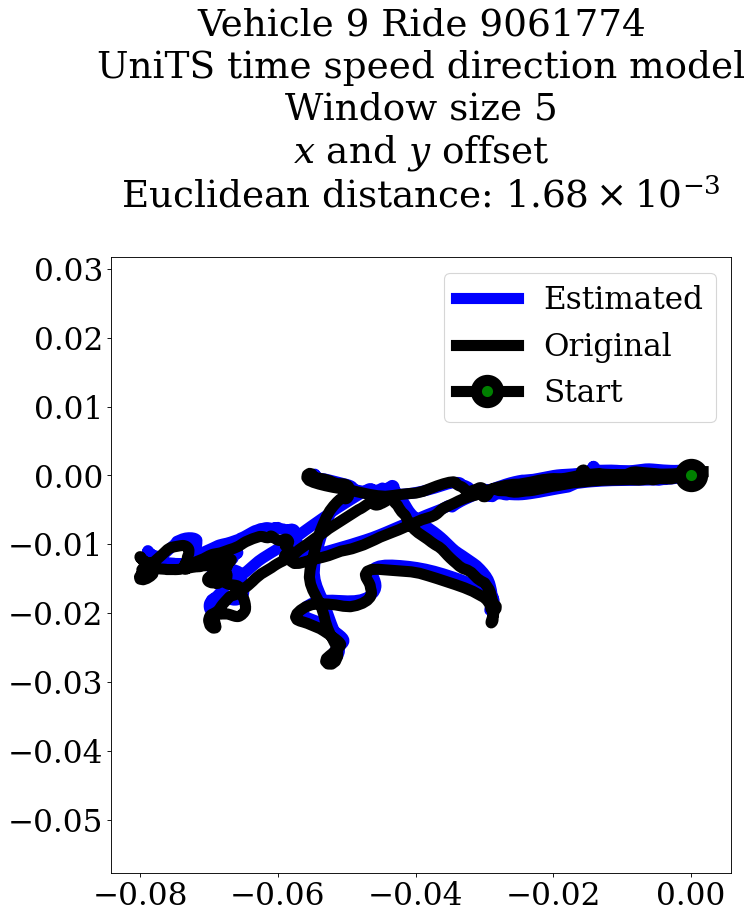 Vehicle 9 Ride 9061774
UniTS time speed direction model
Window size 5
x and y offset
Euclidean distance: 1.68 × 10⁻³
0.03
0.02
0.01
0.00
−0.01
−0.02
−0.03
−0.04
−0.05
Estimated
Original
Start
−0.08 −0.06 −0.04 −0.02 0.00